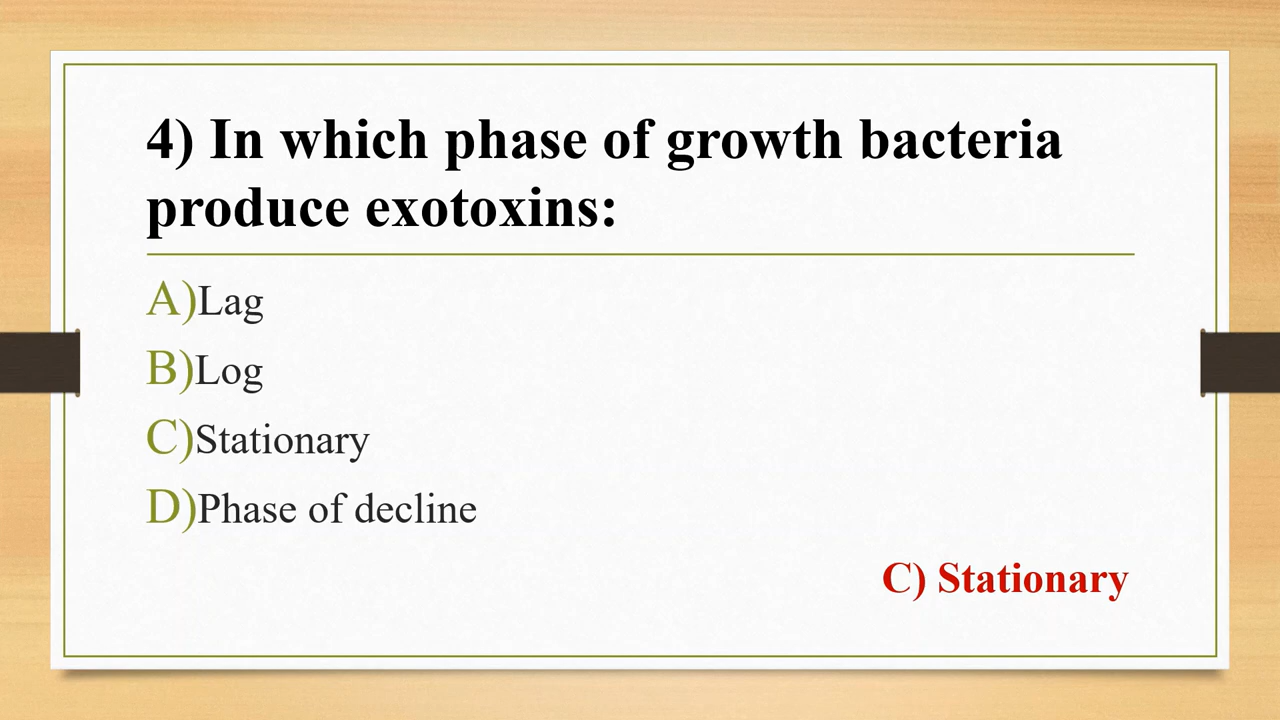 4) In which phase of growth bacteria
produce exotoxins:
A)Lag
B)Log
C)Stationary
D)Phase of decline
C) Stationary